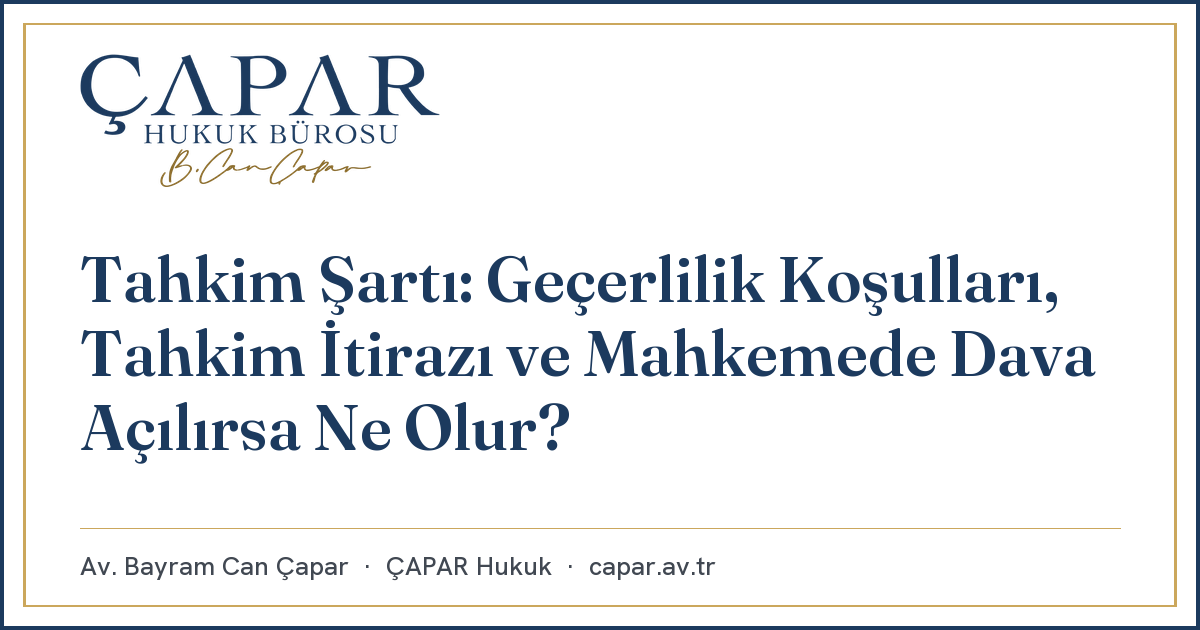 ÇAPAR
HUKUK BÜROSU
B.Can Çapar
Tahkim Şartı: Geçerlilik Koşulları,
Tahkim İtirazı ve Mahkemede Dava
Açılırsa Ne Olur?
Av. Bayram Can Çapar · ÇAPAR Hukuk · capar.av.tr